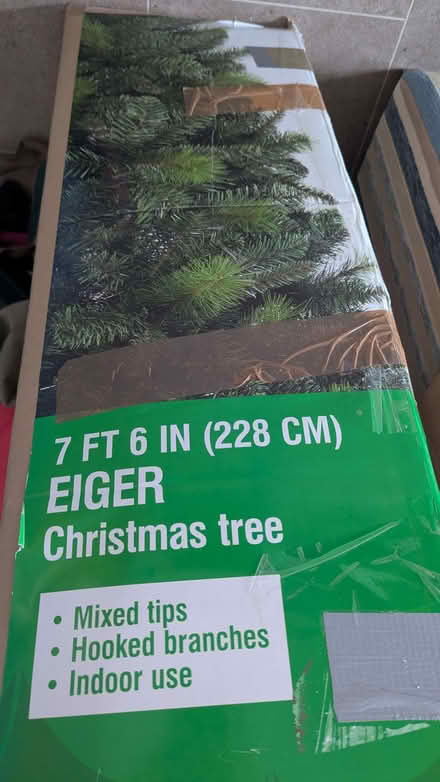 7 FT 6 IN (228 CM)
EIGER
Christmas tree
• Mixed tips
• Hooked branches
• Indoor use